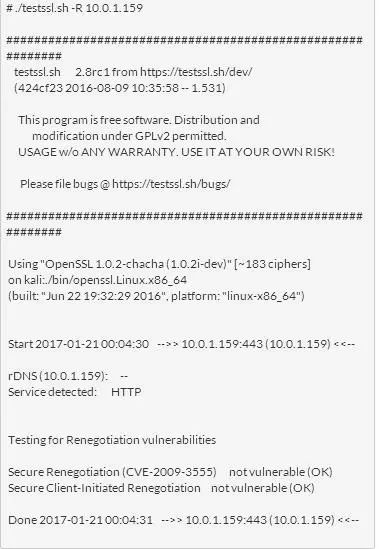 # ./testssl.sh -R 10.0.1.159
###################################################
########
testssl.sh 2.8rc1 from https://testssl.sh/dev/
(424cf23 2016-08-09 10:35:58 -- 1.531)
This program is free software. Distribution and
modification under GPLv2 permitted.
USAGE w/o ANY WARRANTY. USE IT AT YOUR OWN RISK!
Please file bugs @ https://testssl.sh/bugs/
###################################################
########
Using "OpenSSL 1.0.2-chacha (1.0.2i-dev)" [~183 ciphers]
on kali:./bin/openssl.Linux.x86_64
(built: "Jun 22 19:32:29 2016", platform: "linux-x86_64")
Start 2017-01-21 00:04:30 -->> 10.0.1.159:443 (10.0.1.159) <<--
rDNS (10.0.1.159): --
Service detected: HTTP
Testing for Renegotiation vulnerabilities
Secure Renegotiation (CVE-2009-3555) not vulnerable (OK)
Secure Client-Initiated Renegotiation not vulnerable (OK)
Done 2017-01-21 00:04:31 -->> 10.0.1.159:443 (10.0.1.159) <<--